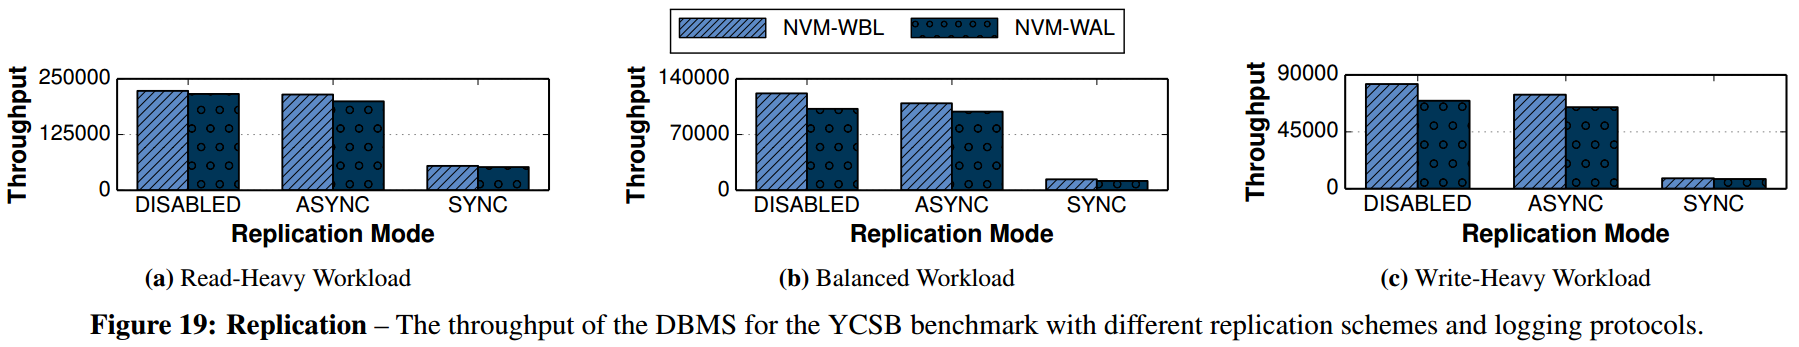 NVM-WBL NVM-WAL
Throughput
250000
125000
0
DISABLED ASYNC SYNC
Replication Mode
(a) Read-Heavy Workload
Throughput
140000
70000
0
DISABLED ASYNC SYNC
Replication Mode
(b) Balanced Workload
Throughput
90000
45000
0
DISABLED ASYNC SYNC
Replication Mode
(c) Write-Heavy Workload
Figure 19: Replication – The throughput of the DBMS for the YCSB benchmark with different replication schemes and logging protocols.